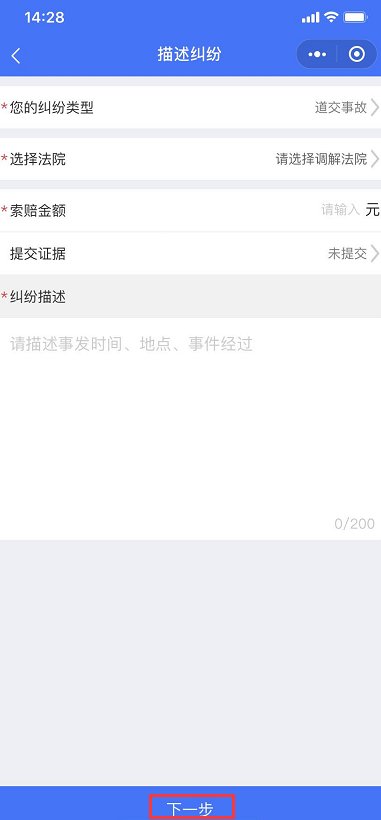 14:28
描述纠纷
*您的纠纷类型 道交事故
*选择法院 请选择调解法院
*索赔金额 请输入 元
提交证据 未提交
*纠纷描述
请描述事发时间、地点、事件经过
0/200
下一步